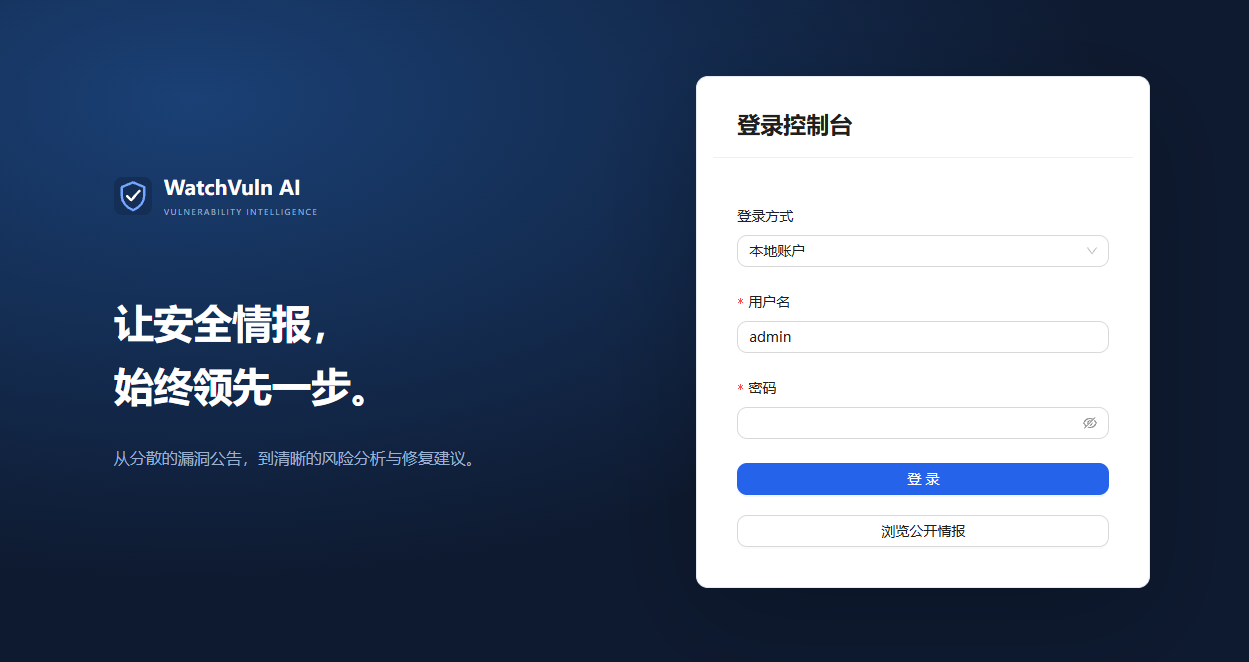 WatchVuln AI
VULNERABILITY INTELLIGENCE
让安全情报，
始终领先一步。
从分散的漏洞公告，到清晰的风险分析与修复建议。
登录控制台
登录方式
本地账户
* 用户名
admin
* 密码
登 录
浏览公开情报